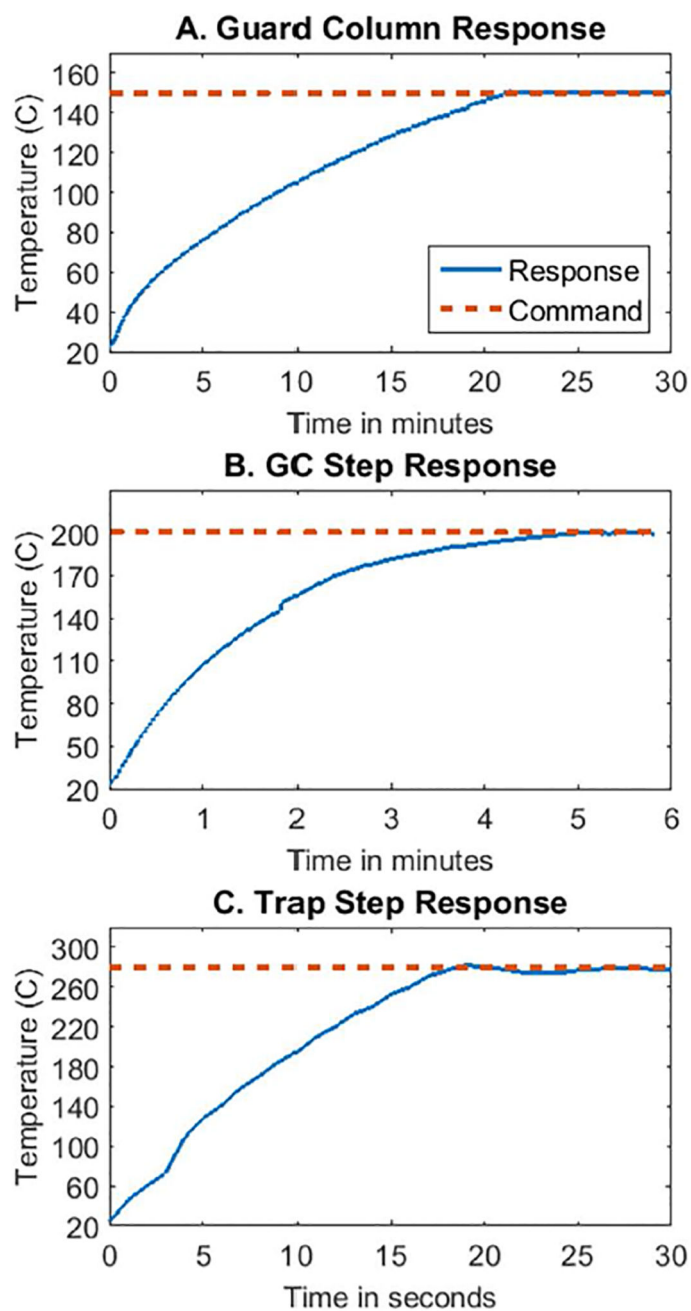 A. Guard Column Response
160
140
120
100
80
60
40
20
Temperature (C)
Response
Command
0 5 10 15 20 25 30
Time in minutes
B. GC Step Response
200
170
140
110
80
50
20
Temperature (C)
0 1 2 3 4 5 6
Time in minutes
C. Trap Step Response
300
260
220
180
140
100
60
20
Temperature (C)
0 5 10 15 20 25 30
Time in seconds